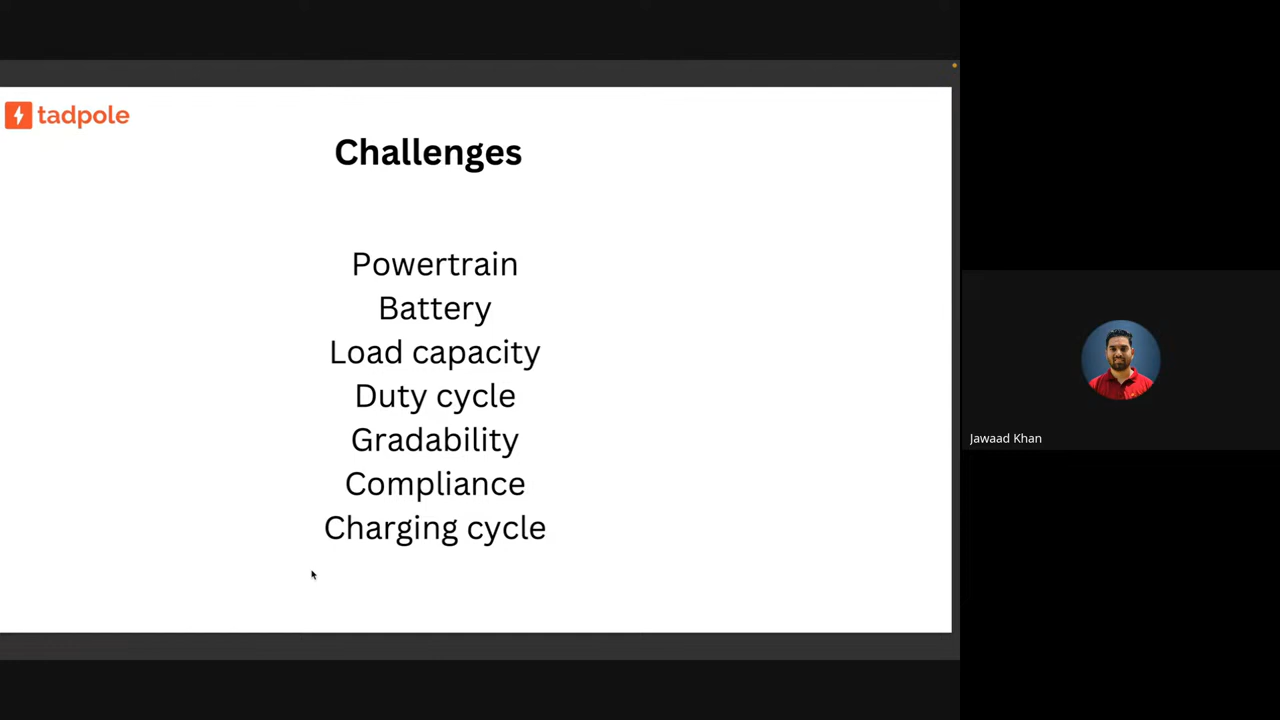 tadpole
Challenges
Powertrain
Battery
Load capacity
Duty cycle
Gradability
Compliance
Charging cycle
Jawaad Khan